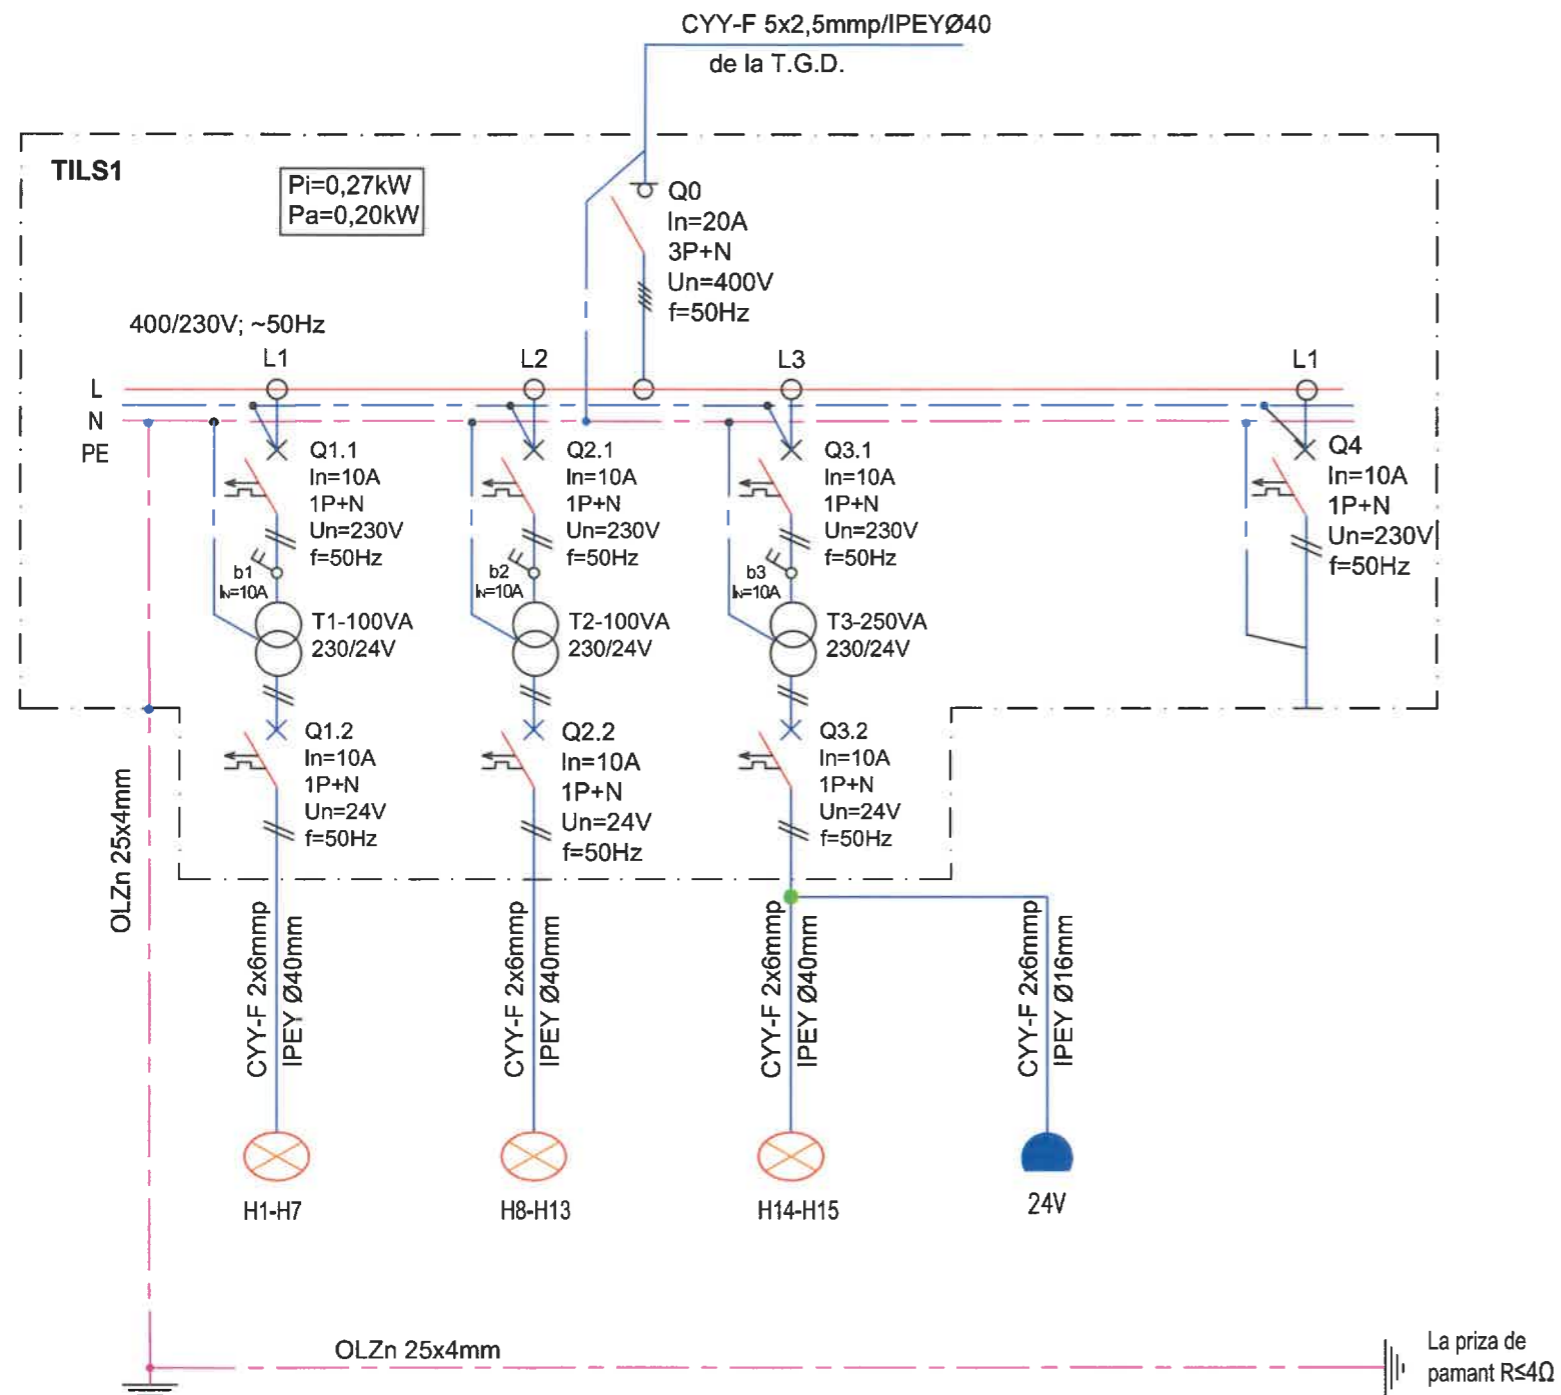 CYY-F 5x2,5mmp/IPEYØ40
de la T.G.D.
TILS1
Pi=0,27kW
Pa=0,20kW
Q0
In=20A
3P+N
Un=400V
f=50Hz
400/230V; ~50Hz
L1
L2
L3
L1
L
N
PE
Q1.1
In=10A
1P+N
Un=230V
f=50Hz
b1
IN=10A
T1-100VA
230/24V
Q1.2
In=10A
1P+N
Un=24V
f=50Hz
Q2.1
In=10A
1P+N
Un=230V
f=50Hz
b2
IN=10A
T2-100VA
230/24V
Q2.2
In=10A
1P+N
Un=24V
f=50Hz
Q3.1
In=10A
1P+N
Un=230V
f=50Hz
b3
IN=10A
T3-250VA
230/24V
Q3.2
In=10A
1P+N
Un=24V
f=50Hz
Q4
In=10A
1P+N
Un=230V
f=50Hz
OLZn 25x4mm
CYY-F 2x6mmp
IPEY Ø40mm
CYY-F 2x6mmp
IPEY Ø40mm
CYY-F 2x6mmp
IPEY Ø40mm
CYY-F 2x6mmp
IPEY Ø16mm
H1-H7
H8-H13
H14-H15
24V
OLZn 25x4mm
La priza de
pamant R≤4Ω